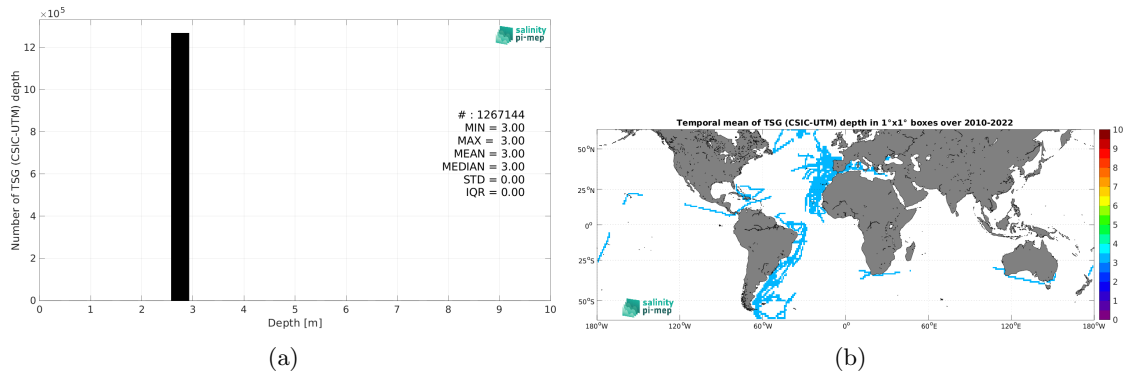 ×10⁵
12
10
8
6
4
2
0
Number of TSG (CSIC-UTM) depth
salinity
pi-mep
# : 1267144
MIN = 3.00
MAX = 3.00
MEAN = 3.00
MEDIAN = 3.00
STD = 0.00
IQR = 0.00
0 1 2 3 4 5 6 7 8 9 10
Depth [m]
(a)
Temporal mean of TSG (CSIC-UTM) depth in 1°x1° boxes over 2010-2022
50°N
25°N
0°
25°S
50°S
salinity
pi-mep
180°W 120°W 60°W 0° 60°E 120°E 180°E
10
9
8
7
6
5
4
3
2
1
0
(b)